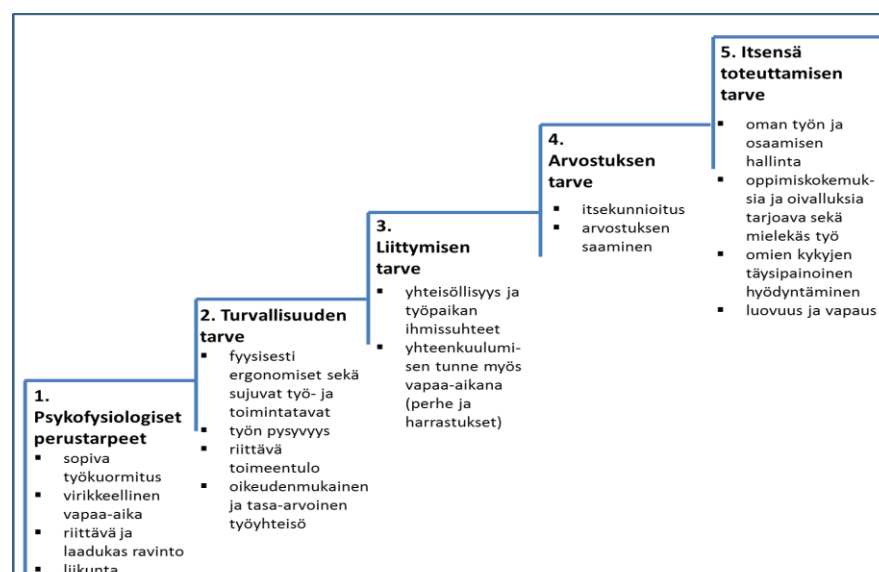 1.
Psykofysiologiset
perustarpeet
▪ sopiva
työkuormitus
▪ virikkeellinen
vapaa-aika
▪ riittävä ja
laadukas ravinto
▪ liikunta
2. Turvallisuuden
tarve
▪ fyysisesti
ergonomiset sekä
sujuvat työ- ja
toimintatavat
▪ työn pysyvyys
▪ riittävä
toimeentulo
▪ oikeudenmukainen
ja tasa-arvoinen
työyhteisö
3.
Liittymisen
tarve
▪ yhteisöllisyys ja
työpaikan
ihmissuhteet
▪ yhteenkuulumi-
sen tunne myös
vapaa-aikana
(perhe ja
harrastukset)
4.
Arvostuksen
tarve
▪ itsekunnioitus
▪ arvostuksen
saaminen
5. Itsensä
toteuttamisen
tarve
▪ oman työn ja
osaamisen
hallinta
▪ oppimiskokemuk-
sia ja oivalluksia
tarjoava sekä
mielekäs työ
▪ omien kykyjen
täysipainoinen
hyödyntäminen
▪ luovuus ja vapaus